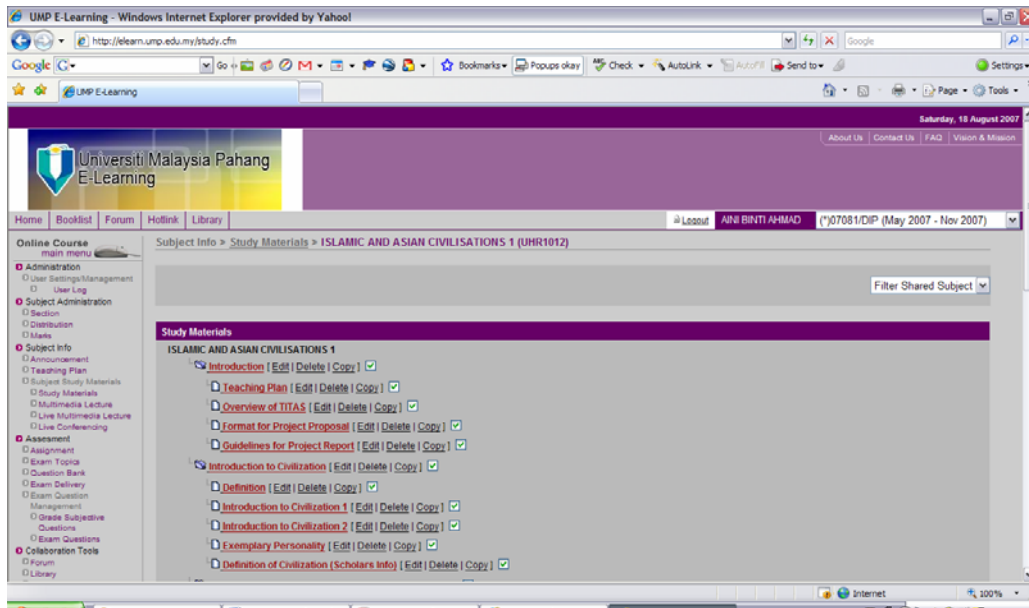 UMP E-Learning - Windows Internet Explorer provided by Yahoo!
http://elearn.ump.edu.my/study.cfm
Google
Google
Go
Bookmarks
Popups okay
Check
AutoLink
AutoFill
Send to
Settings
UMP E-Learning
Page
Tools
Saturday, 18 August 2007
About Us | Contact Us | FAQ | Vision & Mission
Universiti Malaysia Pahang
E-Learning
Home | Booklist | Forum | Hotlink | Library
Logout
AINI BINTI AHMAD
(*)07081/DIP (May 2007 - Nov 2007)
Online Course
main menu
Administration
User Settings/Management
User Log
Subject Administration
Section
Distribution
Marks
Subject Info
Announcement
Teaching Plan
Subject Study Materials
Study Materials
Multimedia Lecture
Live Multimedia Lecture
Live Conferencing
Assesment
Assignment
Exam Topics
Question Bank
Exam Delivery
Exam Question
Management
Grade Subjective
Questions
Exam Questions
Collaboration Tools
Forum
Library
Subject Info > Study Materials > ISLAMIC AND ASIAN CIVILISATIONS 1 (UHR1012)
Filter Shared Subject
Study Materials
ISLAMIC AND ASIAN CIVILISATIONS 1
Introduction [ Edit | Delete | Copy ]
Teaching Plan [ Edit | Delete | Copy ]
Overview of TITAS [ Edit | Delete | Copy ]
Format for Project Proposal [ Edit | Delete | Copy ]
Guidelines for Project Report [ Edit | Delete | Copy ]
Introduction to Civilization [ Edit | Delete | Copy ]
Definition [ Edit | Delete | Copy ]
Introduction to Civilization 1 [ Edit | Delete | Copy ]
Introduction to Civilization 2 [ Edit | Delete | Copy ]
Exemplary Personality [ Edit | Delete | Copy ]
Definition of Civilization (Scholars Info) [ Edit | Delete | Copy ]
Internet
100%